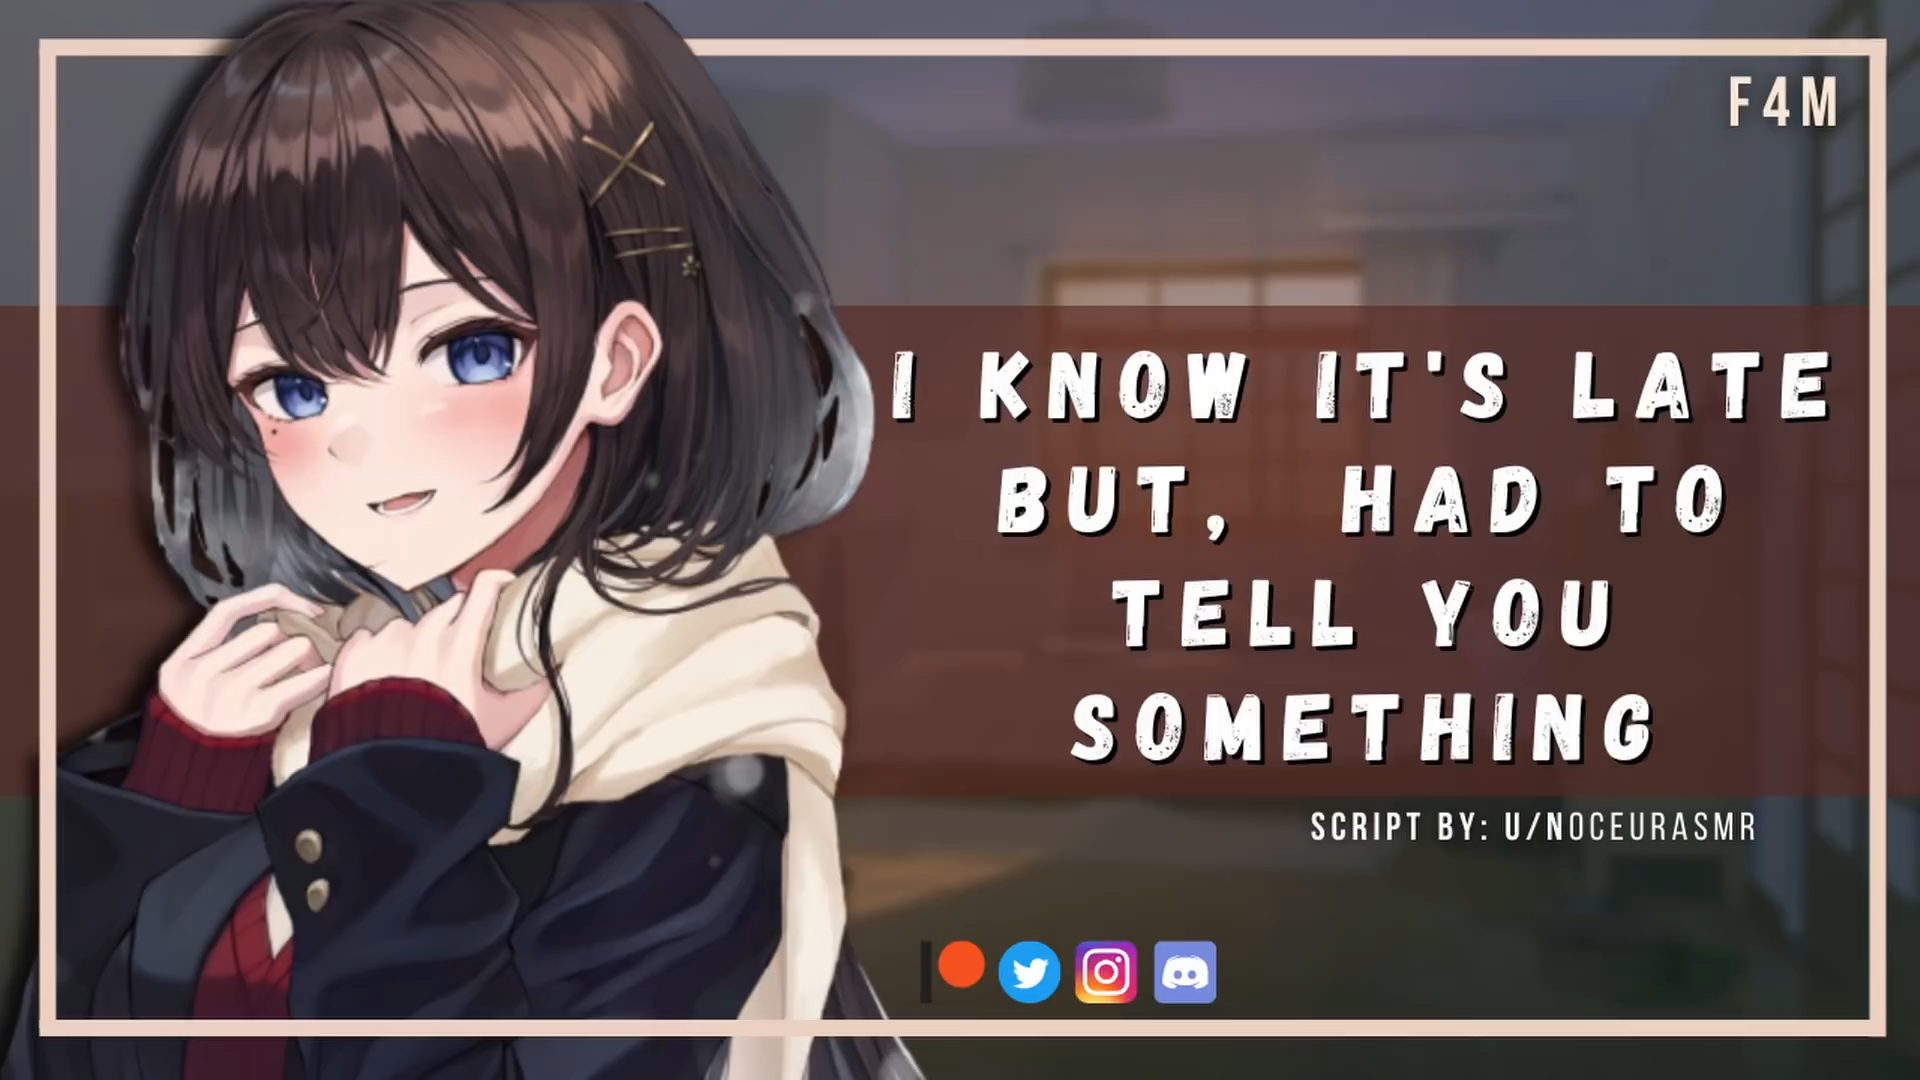 F4M
I KNOW IT'S LATE
BUT, HAD TO
TELL YOU
SOMETHING
SCRIPT BY: U/NOCEURASMR